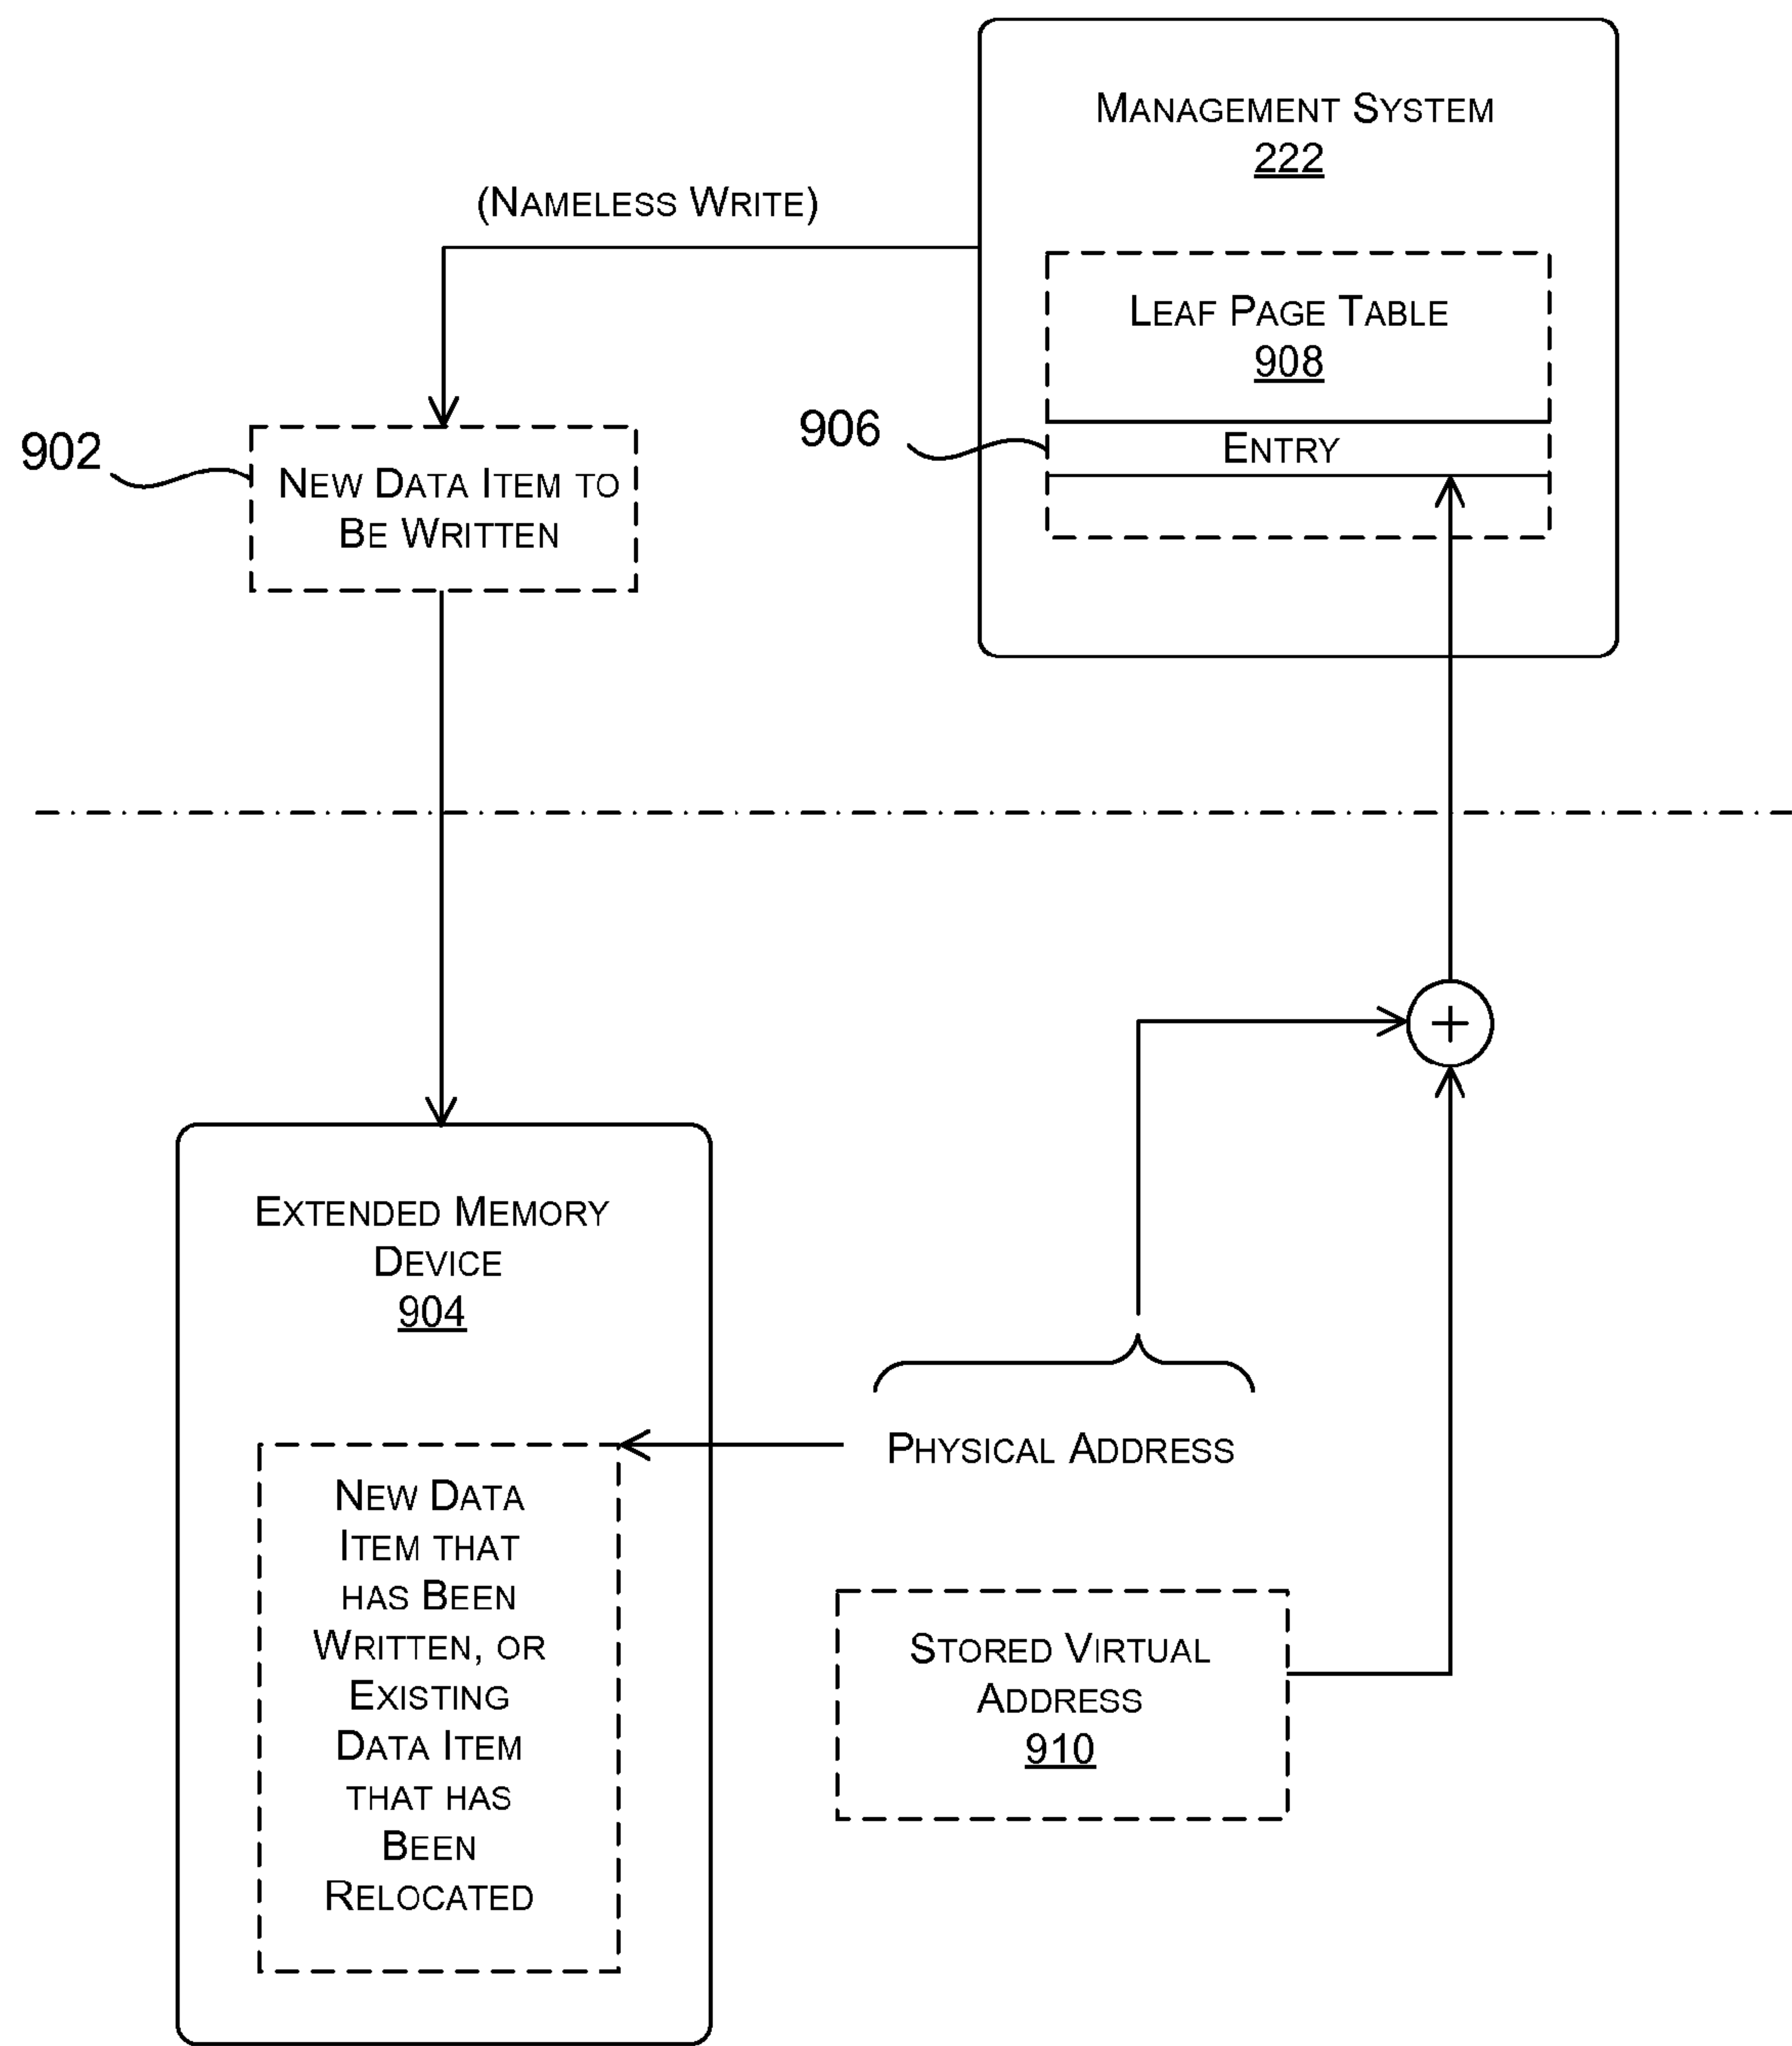 Management System
222
(Nameless Write)
Leaf Page Table
908
906
Entry
902
New Data Item to
Be Written
Extended Memory
Device
904
Physical Address
New Data
Item that
has Been
Written, or
Existing
Data Item
that has
Been
Relocated
Stored Virtual
Address
910
+